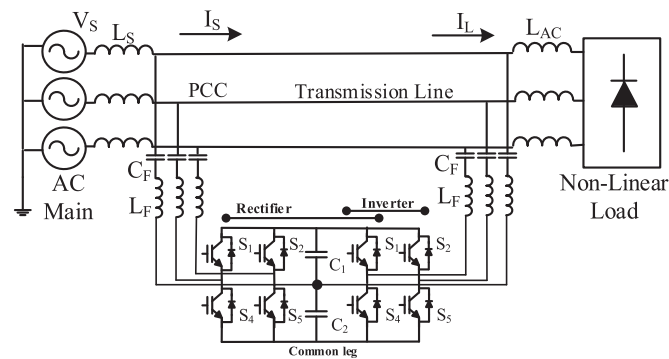 V_S
L_S
I_S
I_L
L_AC
PCC
Transmission Line
AC
Main
C_F
L_F
C_F
L_F
Non-Linear
Load
Rectifier
Inverter
S_1
S_2
C_1
S_1
S_2
S_4
S_5
C_2
S_4
S_5
Common leg